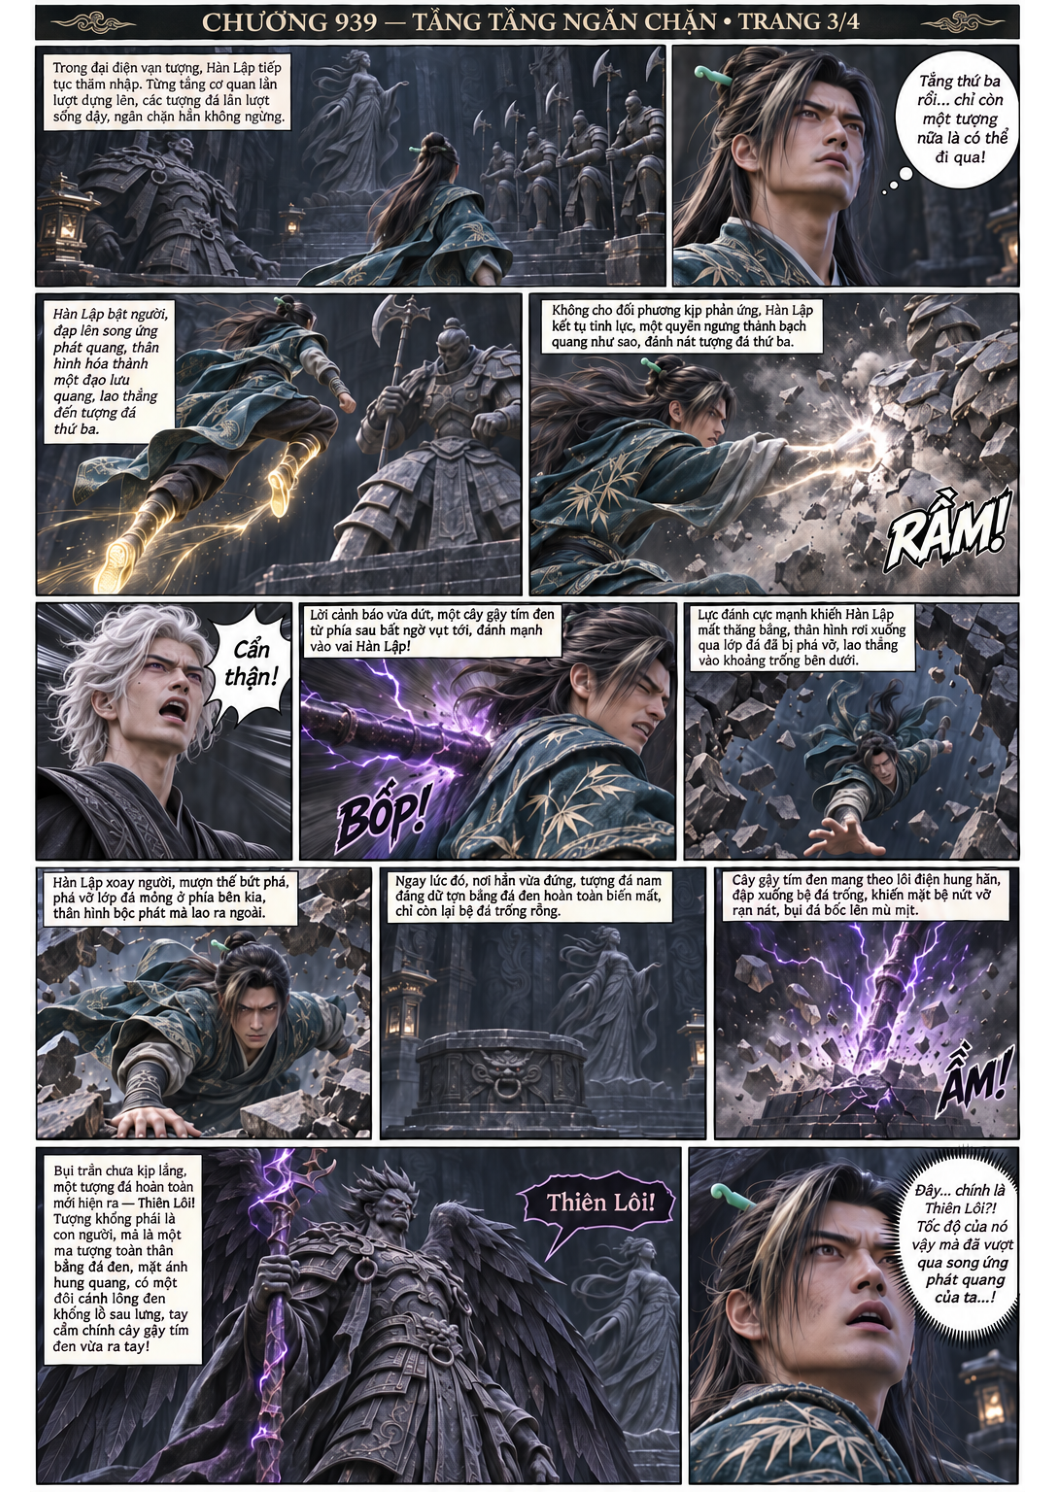 CHƯƠNG 939 — TẦNG TẦNG NGĂN CHẶN • TRANG 3/4
Trong đại điện vạn tượng, Hàn Lập tiếp
tục thăm nhập. Từng tầng cơ quan lần
lượt dựng lên, các tượng đá lần lượt
sống dậy, ngăn chặn hắn không ngừng.
Tầng thứ ba
rồi... chỉ còn
một tượng
nữa là có thể
đi qua!
Hàn Lập bật người,
đạp lên song ứng
phát quang, thân
hình hóa thành
một đạo lưu
quang, lao thẳng
đến tượng đá
thứ ba.
Không cho đối phương kịp phản ứng, Hàn Lập
kết tụ tinh lực, một quyền ngưng thành bạch
quang như sao, đánh nát tượng đá thứ ba.
RẦM!
Cẩn
thận!
Lời cảnh báo vừa dứt, một cây gậy tím đen
từ phía sau bất ngờ vụt tới, đánh mạnh
vào vai Hàn Lập!
BỐP!
Lực đánh cực mạnh khiến Hàn Lập
mất thăng bằng, thân hình rơi xuống
qua lớp đá đã bị phá vỡ, lao thẳng
vào khoảng trống bên dưới.
Hàn Lập xoay người, mượn thế bứt phá,
phá vỡ lớp đá mỏng ở phía bên kia,
thân hình bộc phát mà lao ra ngoài.
Ngay lúc đó, nơi hắn vừa đứng, tượng đá nam
dáng dữ tợn bằng đá đen hoàn toàn biến mất,
chỉ còn lại bệ đá trống rỗng.
Cây gậy tím đen mang theo lôi điện hung hãn,
đập xuống bệ đá trống, khiến mặt bệ nứt vỡ
rạn nát, bụi đá bốc lên mù mịt.
ẦM!
Bụi trần chưa kịp lắng,
một tượng đá hoàn toàn
mới hiện ra — Thiên Lôi!
Tượng không phải là
con người, mà là một
ma tượng toàn thân
bằng đá đen, mặt ánh
hung quang, có một
đôi cánh lông đen
khổng lồ sau lưng, tay
cầm chính cây gậy tím
đen vừa ra tay!
Thiên Lôi!
Đây... chính là
Thiên Lôi?!
Tốc độ của nó
vậy mà đã vượt
qua song ứng
phát quang
của ta...!